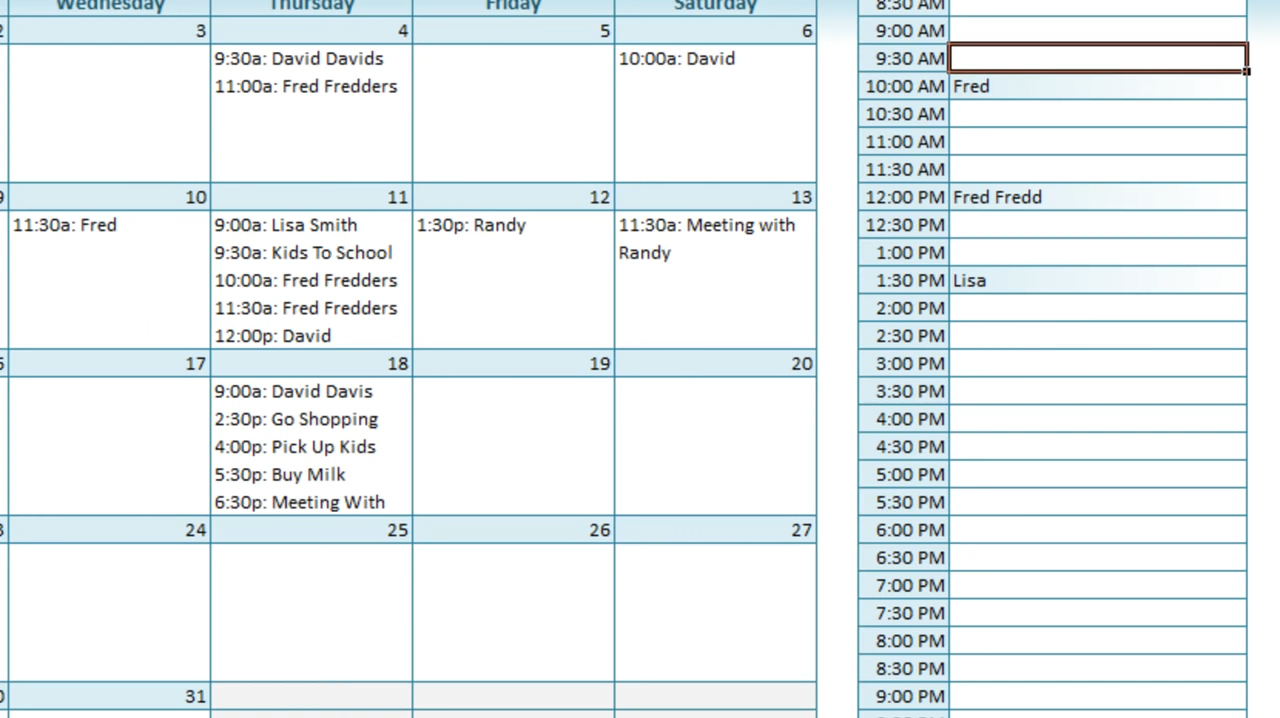 Wednesday Thursday Friday Saturday
3 4 5 6
9:30a: David Davids 10:00a: David
11:00a: Fred Fredders
10 11 12 13
11:30a: Fred 9:00a: Lisa Smith 1:30p: Randy 11:30a: Meeting with
9:30a: Kids To School Randy
10:00a: Fred Fredders
11:30a: Fred Fredders
12:00p: David
17 18 19 20
9:00a: David Davis
2:30p: Go Shopping
4:00p: Pick Up Kids
5:30p: Buy Milk
6:30p: Meeting With
24 25 26 27
31
8:30 AM
9:00 AM
9:30 AM
10:00 AM Fred
10:30 AM
11:00 AM
11:30 AM
12:00 PM Fred Fredd
12:30 PM
1:00 PM
1:30 PM Lisa
2:00 PM
2:30 PM
3:00 PM
3:30 PM
4:00 PM
4:30 PM
5:00 PM
5:30 PM
6:00 PM
6:30 PM
7:00 PM
7:30 PM
8:00 PM
8:30 PM
9:00 PM